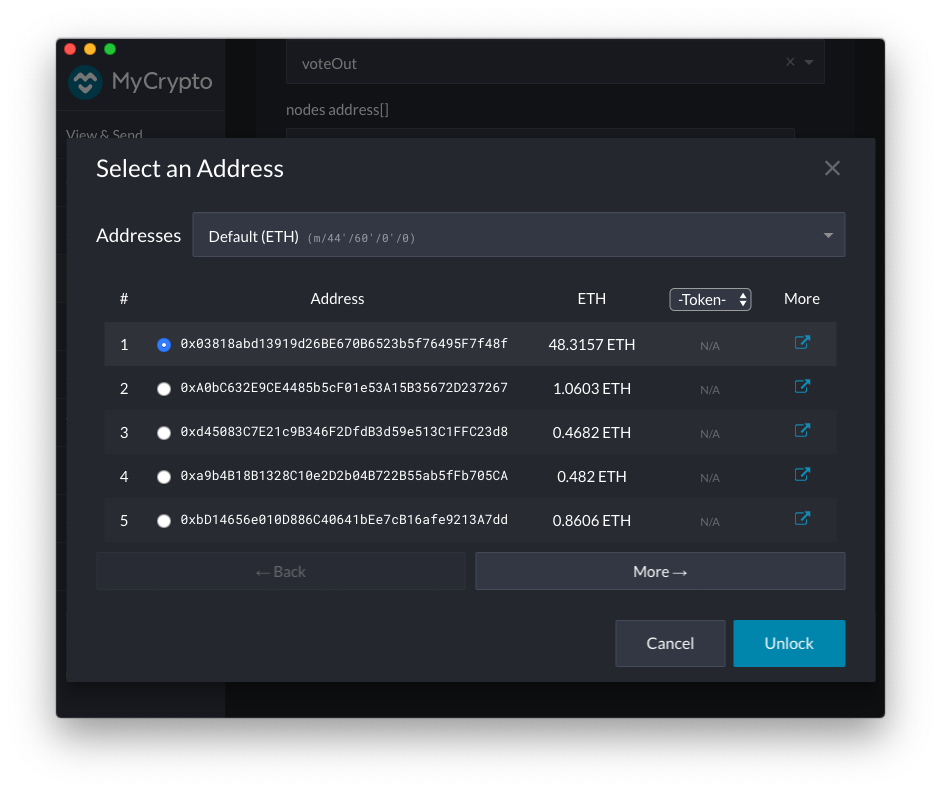 MyCrypto
voteOut
nodes address[]
View & Send
Select an Address
Addresses
Default (ETH) (m/44'/60'/0'/0)
# Address ETH -Token- More
1 0x03818abd13919d26BE670B6523b5f76495F7f48f 48.3157 ETH N/A
2 0xA0bC632E9CE4485b5cF01e53A15B35672D237267 1.0603 ETH N/A
3 0xd45083C7E21c9B346F2DfdB3d59e513C1FFC23d8 0.4682 ETH N/A
4 0xa9b4B18B1328C10e2D2b04B722B55ab5fFb705CA 0.482 ETH N/A
5 0xbD14656e010D886C40641bEe7cB16afe9213A7dd 0.8606 ETH N/A
←Back More→
Cancel Unlock